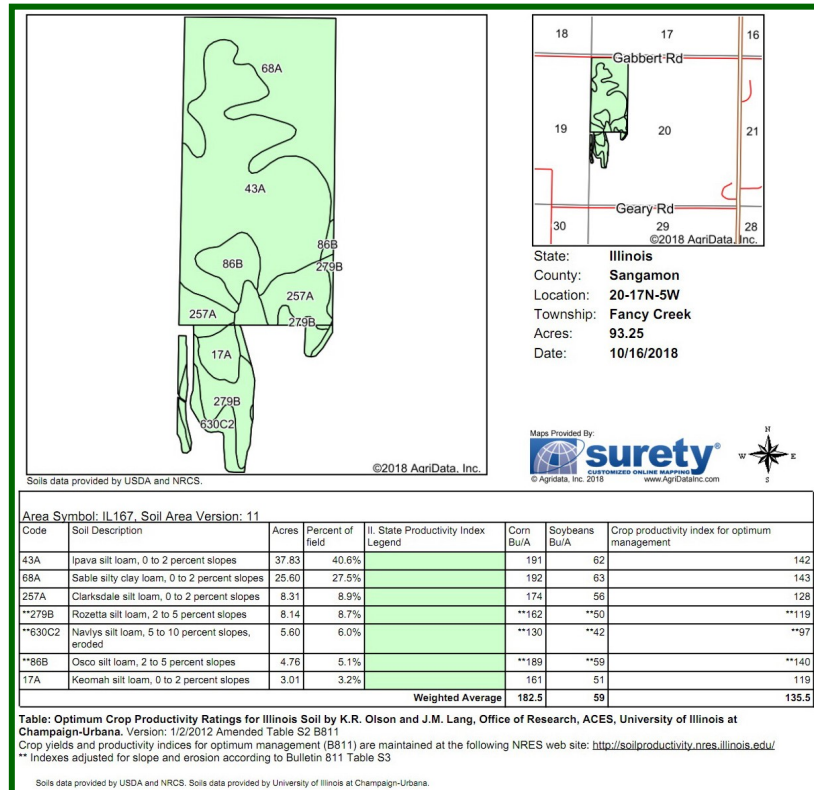 68A
43A
86B
86B
279B
257A
257A
279B
17A
279B
630C2
©2018 AgriData, Inc.
Soils data provided by USDA and NRCS.
18
17
16
Gabbert Rd
19
20
21
Geary Rd
30
29
28
©2018 AgriData, Inc.
State: Illinois
County: Sangamon
Location: 20-17N-5W
Township: Fancy Creek
Acres: 93.25
Date: 10/16/2018
Maps Provided By:
surety®
CUSTOMIZED ONLINE MAPPING
© Agridata, Inc. 2018 www.AgriDataInc.com
N
W E
S
Area Symbol: IL167, Soil Area Version: 11
Code Soil Description Acres Percent of field II. State Productivity Index Legend Corn Bu/A Soybeans Bu/A Crop productivity index for optimum management
43A Ipava silt loam, 0 to 2 percent slopes 37.83 40.6% 191 62 142
68A Sable silty clay loam, 0 to 2 percent slopes 25.60 27.5% 192 63 143
257A Clarksdale silt loam, 0 to 2 percent slopes 8.31 8.9% 174 56 128
**279B Rozetta silt loam, 2 to 5 percent slopes 8.14 8.7% **162 **50 **119
**630C2 Navlys silt loam, 5 to 10 percent slopes, eroded 5.60 6.0% **130 **42 **97
**86B Osco silt loam, 2 to 5 percent slopes 4.76 5.1% **189 **59 **140
17A Keomah silt loam, 0 to 2 percent slopes 3.01 3.2% 161 51 119
Weighted Average 182.5 59 135.5
Table: Optimum Crop Productivity Ratings for Illinois Soil by K.R. Olson and J.M. Lang, Office of Research, ACES, University of Illinois at
Champaign-Urbana. Version: 1/2/2012 Amended Table S2 B811
Crop yields and productivity indices for optimum management (B811) are maintained at the following NRES web site: http://soilproductivity.nres.illinois.edu/
** Indexes adjusted for slope and erosion according to Bulletin 811 Table S3
Soils data provided by USDA and NRCS. Soils data provided by University of Illinois at Champaign-Urbana.